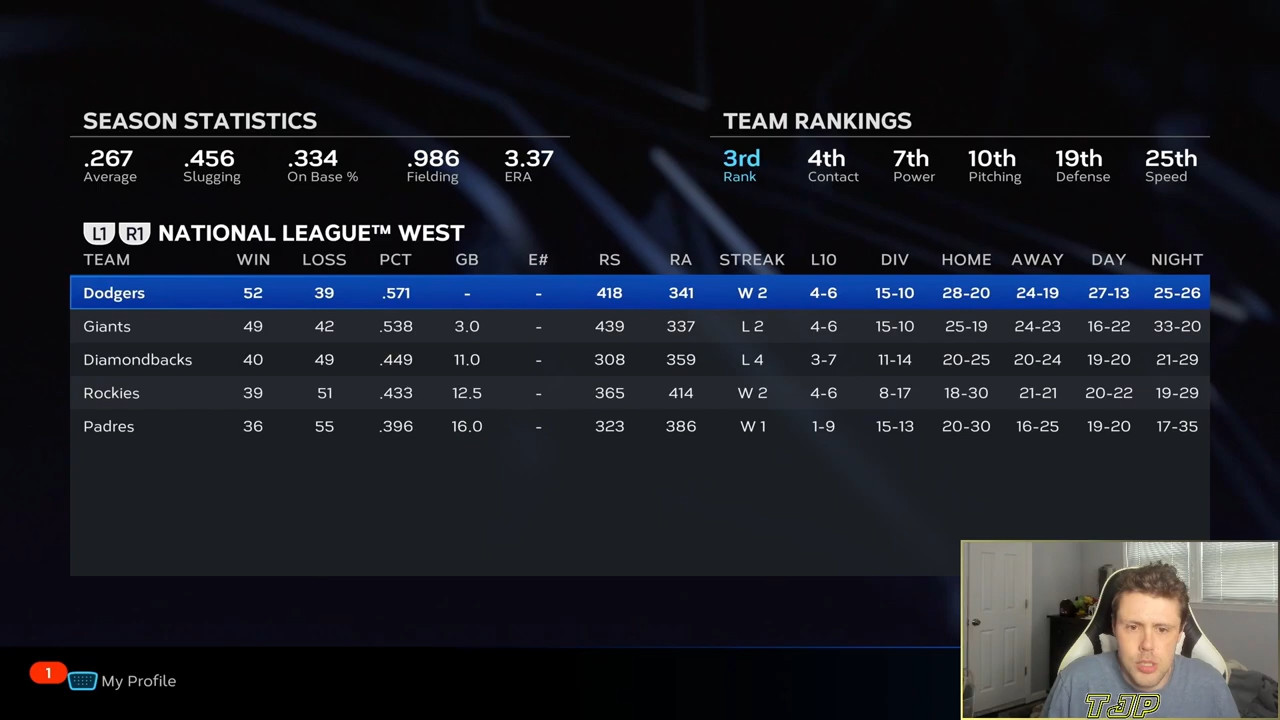 SEASON STATISTICS
.267 .456 .334 .986 3.37
Average Slugging On Base % Fielding ERA
TEAM RANKINGS
3rd 4th 7th 10th 19th 25th
Rank Contact Power Pitching Defense Speed
L1 R1 NATIONAL LEAGUE™ WEST
TEAM WIN LOSS PCT GB E# RS RA STREAK L10 DIV HOME AWAY DAY NIGHT
Dodgers 52 39 .571 - - 418 341 W 2 4-6 15-10 28-20 24-19 27-13 25-26
Giants 49 42 .538 3.0 - 439 337 L 2 4-6 15-10 25-19 24-23 16-22 33-20
Diamondbacks 40 49 .449 11.0 - 308 359 L 4 3-7 11-14 20-25 20-24 19-20 21-29
Rockies 39 51 .433 12.5 - 365 414 W 2 4-6 8-17 18-30 21-21 20-22 19-29
Padres 36 55 .396 16.0 - 323 386 W 1 1-9 15-13 20-30 16-25 19-20 17-35
1 My Profile
TJP